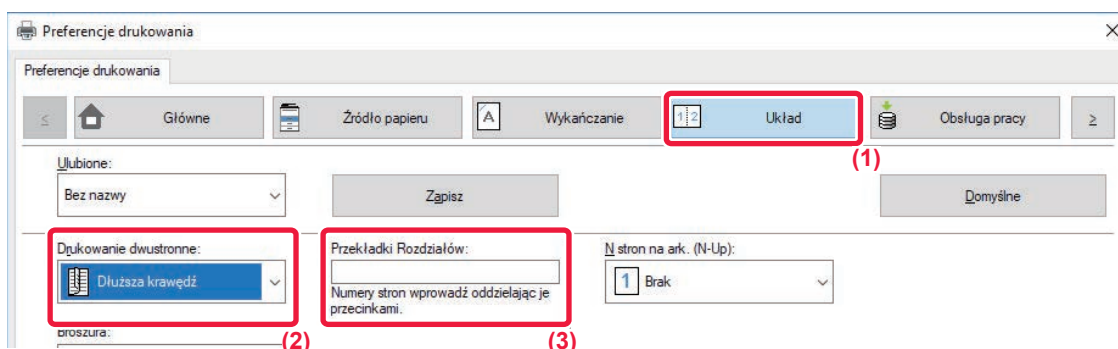 Preferencje drukowania
Preferencje drukowania
Główne
Źródło papieru
Wykańczanie
Układ
Obsługa pracy
(1)
Ulubione:
Bez nazwy
Zapisz
Domyślne
Drukowanie dwustronne:
Przekładki Rozdziałów:
N stron na ark. (N-Up):
Dłuższa krawędź
1 Brak
Numery stron wprowadź oddzielając je
przecinkami.
Broszura:
(2)
(3)